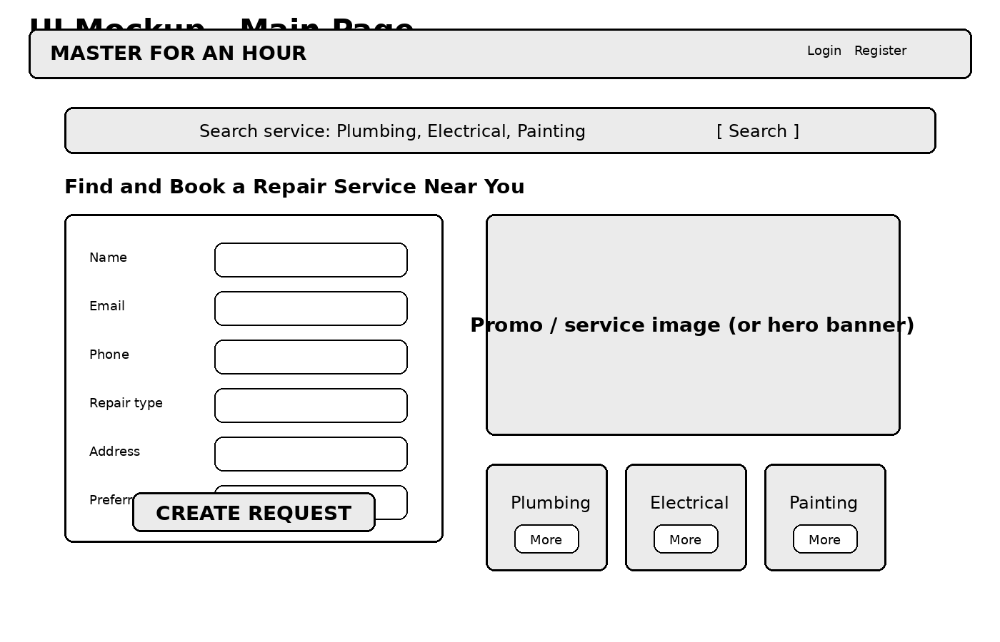 UI Mockup – Main Page
MASTER FOR AN HOUR
Login Register
Search service: Plumbing, Electrical, Painting [ Search ]
Find and Book a Repair Service Near You
Name
Email
Phone
Repair type
Address
CREATE REQUEST
Promo / service image (or hero banner)
Plumbing Electrical Painting
More More More